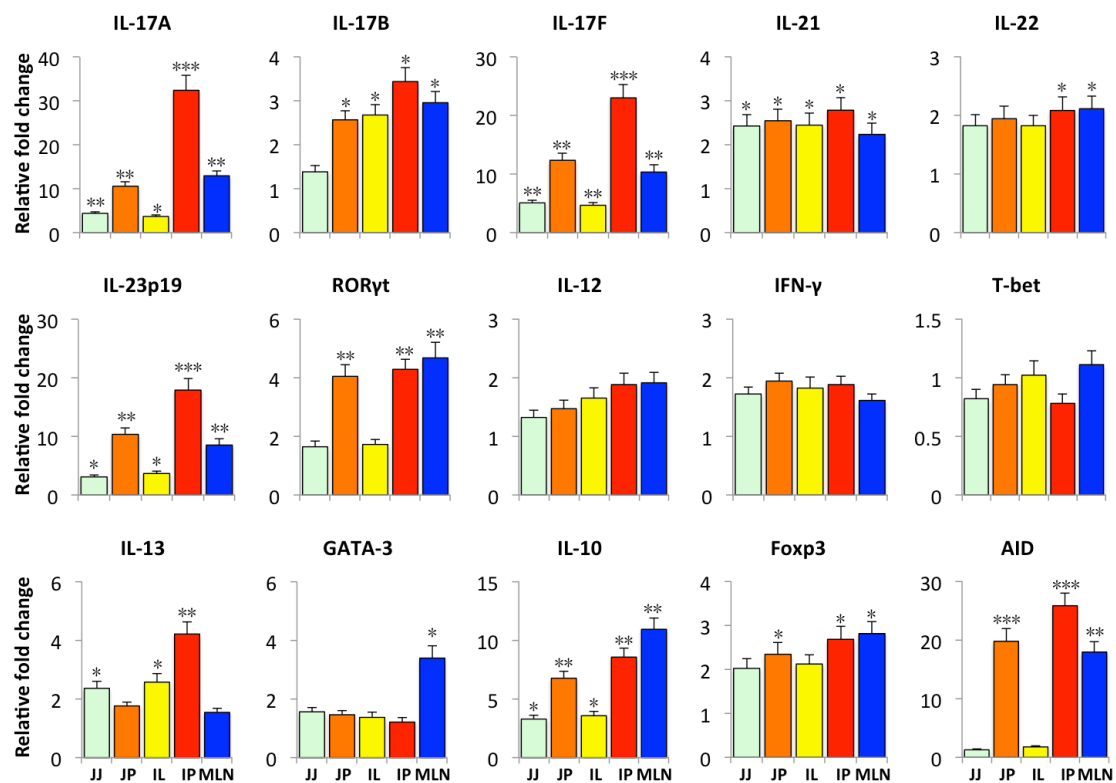 IL-17A IL-17B IL-17F IL-21 IL-22
Relative fold change
40 30 20 10 0
** ** * *** **
4 3 2 1 0
* * * *
30 20 10 0
** ** ** *** **
4 3 2 1 0
* * * * *
3 2 1 0
* *
IL-23p19 RORγt IL-12 IFN-γ T-bet
Relative fold change
30 20 10 0
* ** * *** **
6 4 2 0
** ** **
3 2 1 0
3 2 1 0
1.5 1 0.5 0
IL-13 GATA-3 IL-10 Foxp3 AID
Relative fold change
6 4 2 0
* * **
6 4 2 0
*
15 10 5 0
* ** * ** **
4 3 2 1 0
* * *
30 20 10 0
*** *** **
JJ JP IL IP MLN JJ JP IL IP MLN JJ JP IL IP MLN JJ JP IL IP MLN JJ JP IL IP MLN